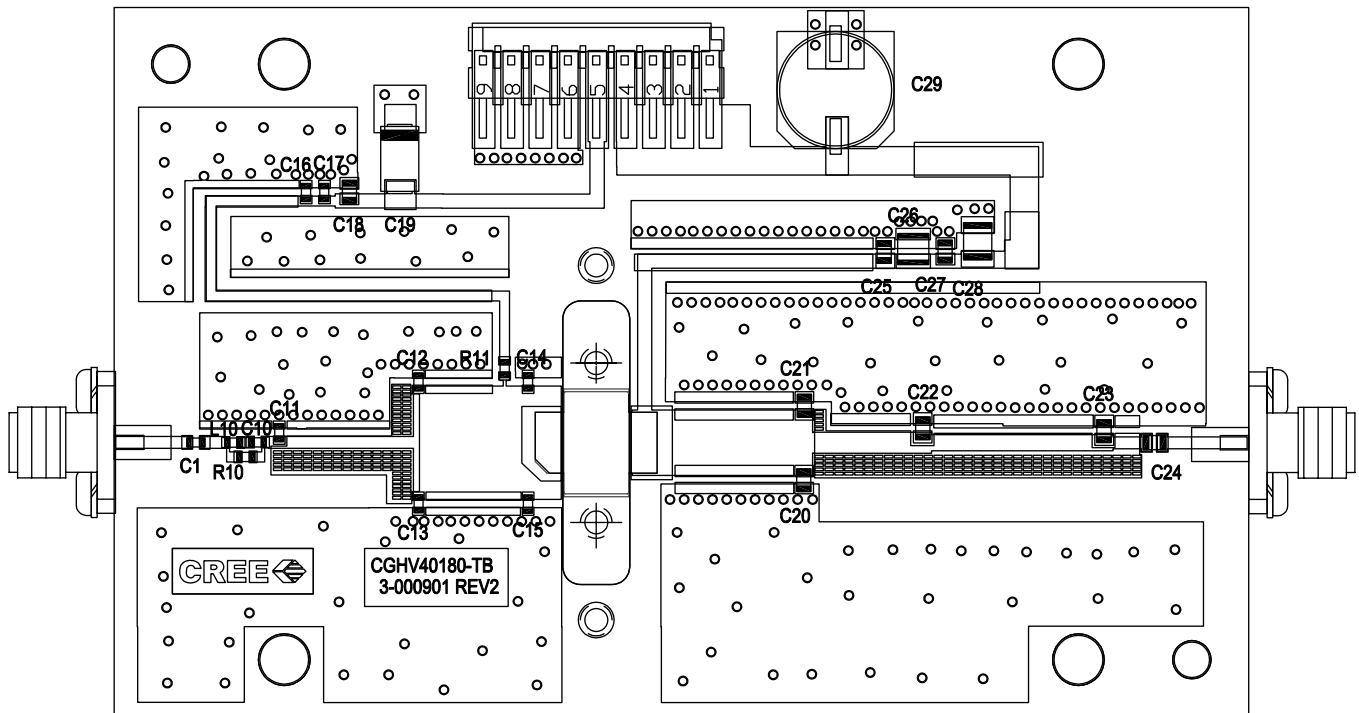 9 8 7 6 5 4 3 2 1
C29
C16 C17
C18 C19
C26
C25 C27 C28
C12 R11 C14
C21
C11
C22 C23
L10 C10
C1 R10
C24
C13 C15 C20
CREE
CGHV40180-TB
3-000901 REV2